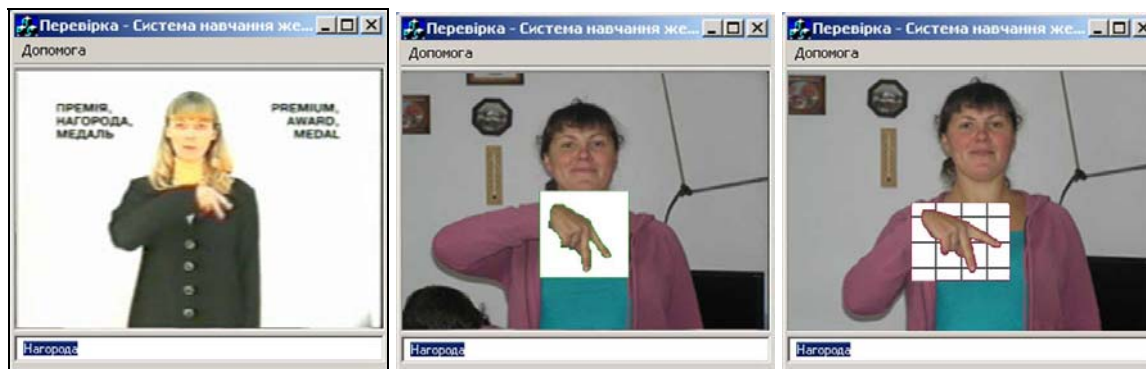 Перевірка - Система навчання же...
Допомога
ПРЕМІЯ,
НАГОРОДА,
МЕДАЛЬ
PREMIUM,
AWARD,
MEDAL
Нагорода
Перевірка - Система навчання же...
Допомога
Нагорода
Перевірка - Система навчання же...
Допомога
Нагорода